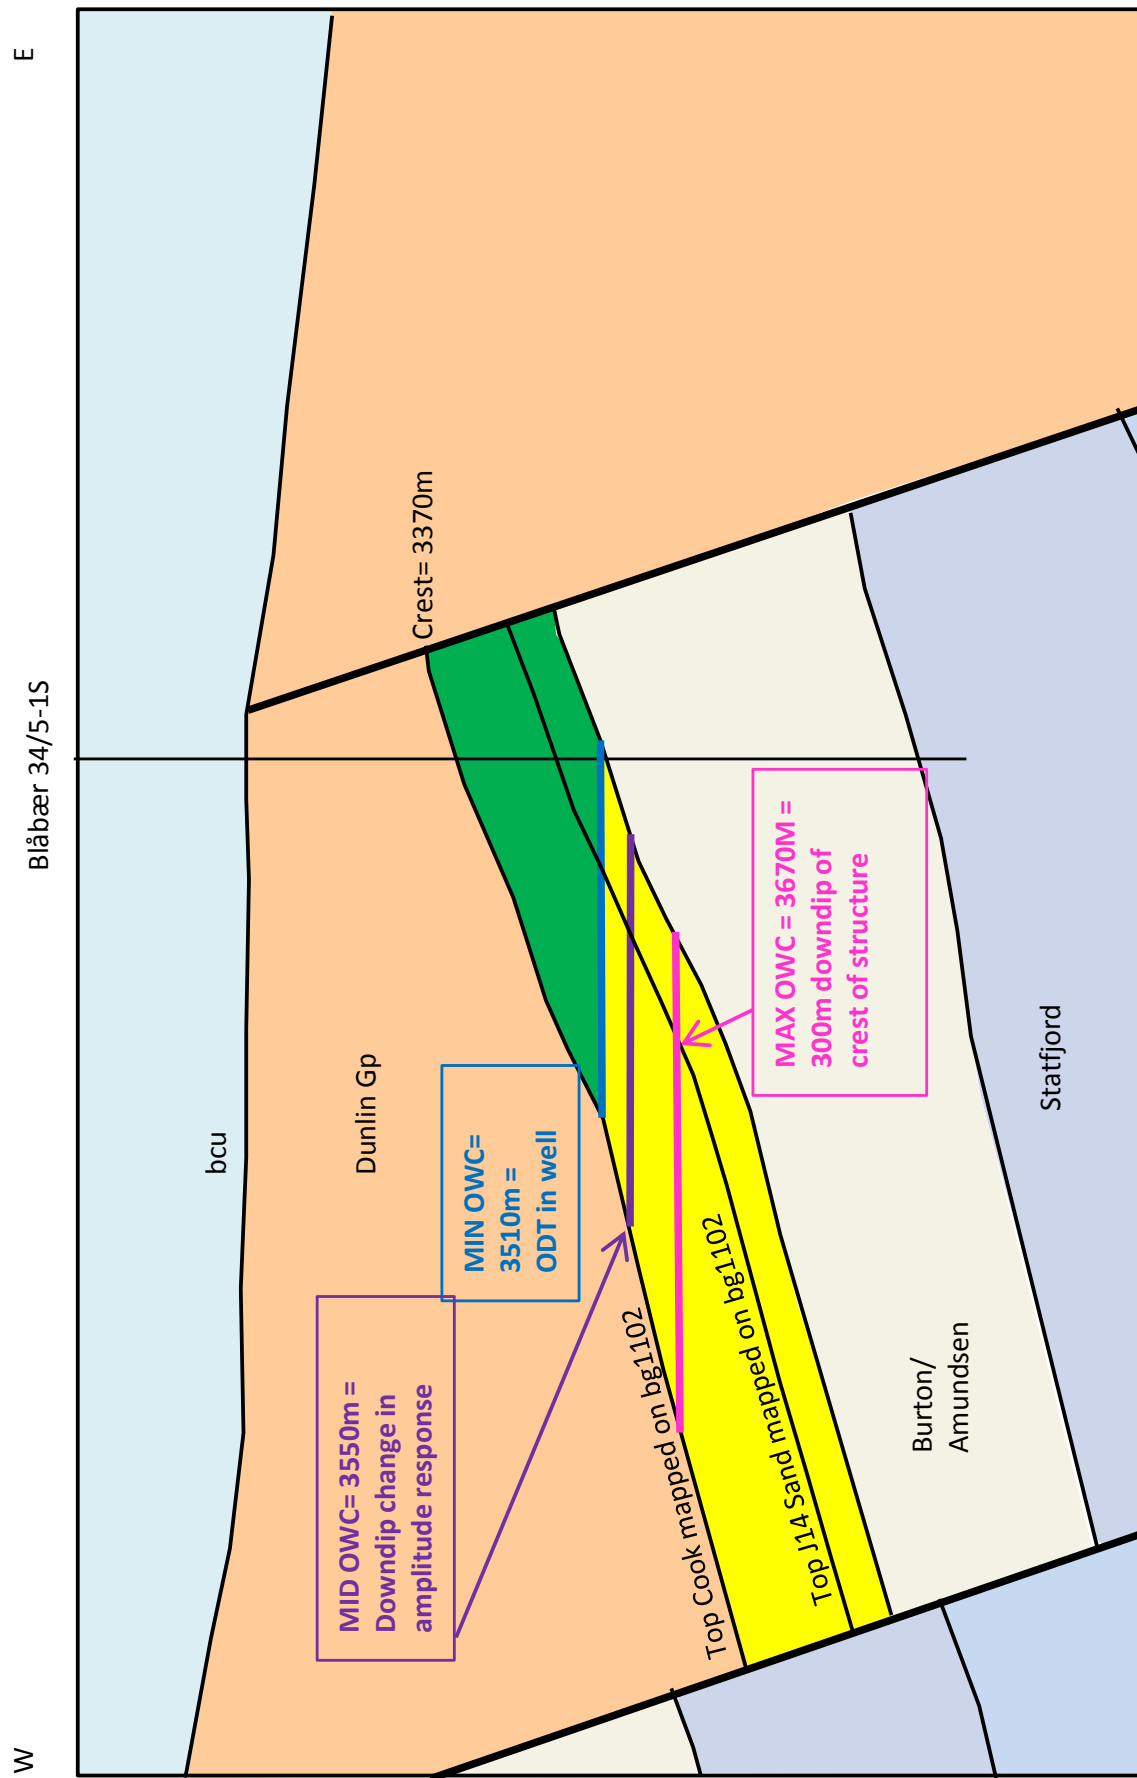 W
E
Blåbær 34/5-1S
bcu
Dunlin Gp
Crest= 3370m
MID OWC= 3550m =
Downdip change in
amplitude response
MIN OWC=
3510m =
ODT in well
Top Cook mapped on bg1102
Top J14 Sand mapped on bg1102
MAX OWC = 3670M =
300m downdip of
crest of structure
Burton/
Amundsen
Statfjord